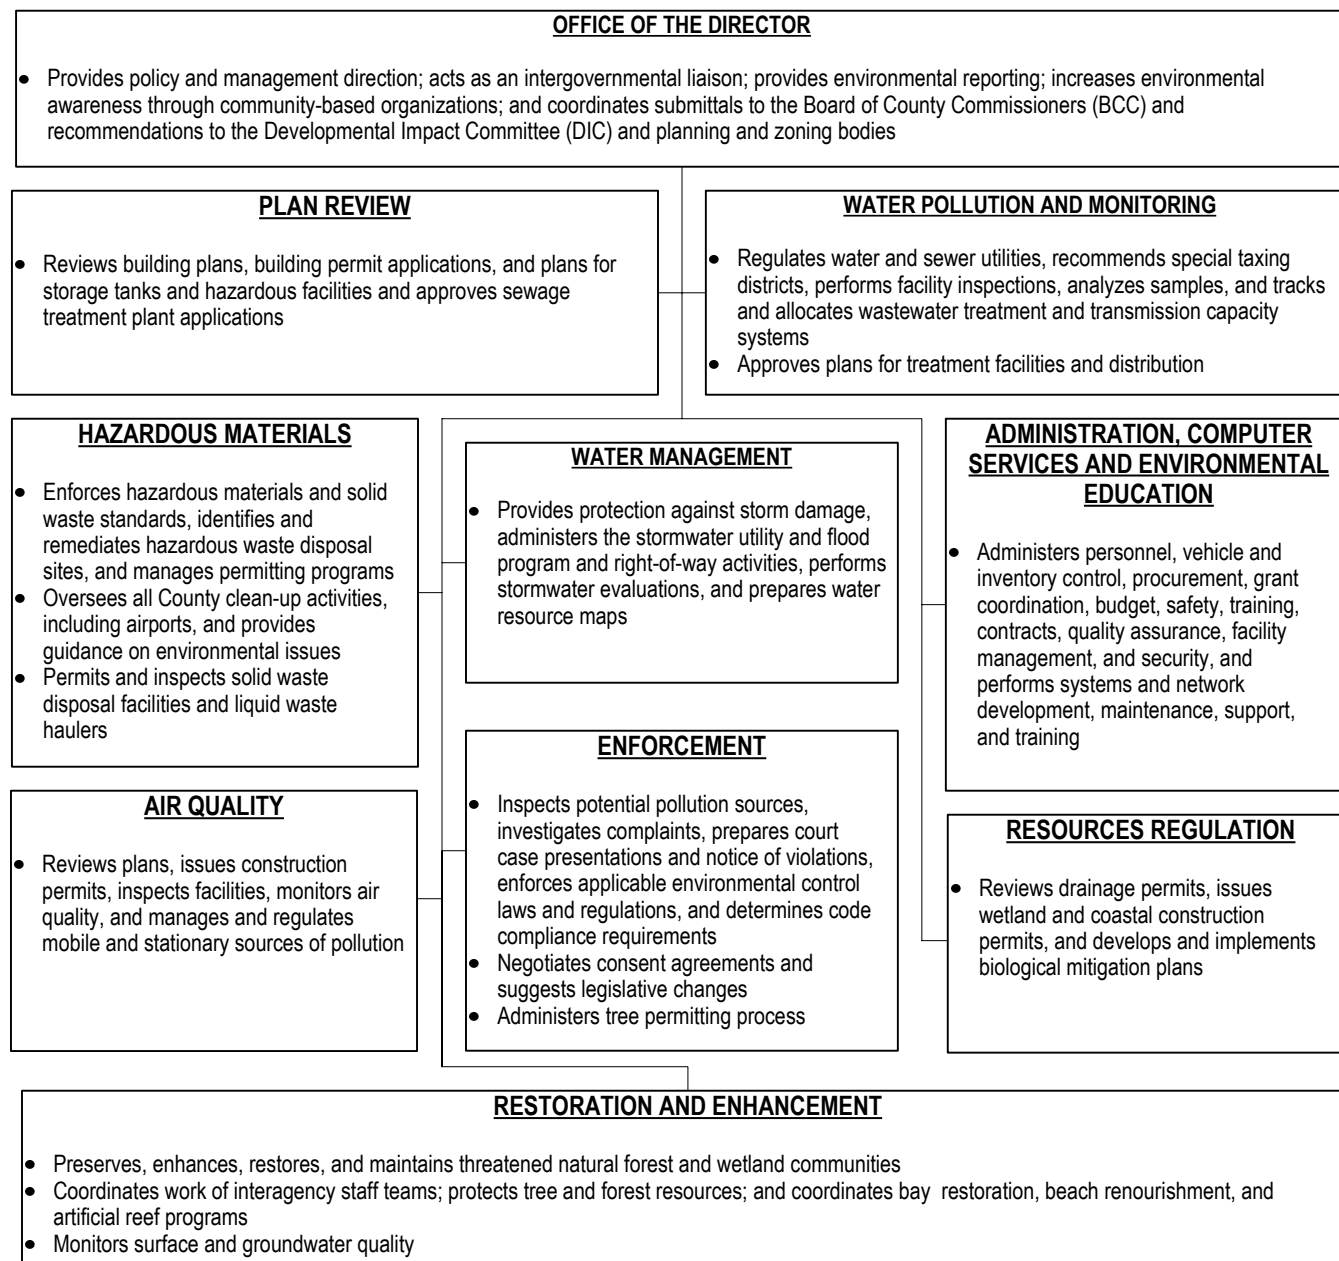 OFFICE OF THE DIRECTOR
• Provides policy and management direction; acts as an intergovernmental liaison; provides environmental reporting; increases environmental
awareness through community-based organizations; and coordinates submittals to the Board of County Commissioners (BCC) and
recommendations to the Developmental Impact Committee (DIC) and planning and zoning bodies
PLAN REVIEW
• Reviews building plans, building permit applications, and plans for
storage tanks and hazardous facilities and approves sewage
treatment plant applications
WATER POLLUTION AND MONITORING
• Regulates water and sewer utilities, recommends special taxing
districts, performs facility inspections, analyzes samples, and tracks
and allocates wastewater treatment and transmission capacity
systems
• Approves plans for treatment facilities and distribution
HAZARDOUS MATERIALS
• Enforces hazardous materials and solid
waste standards, identifies and
remediates hazardous waste disposal
sites, and manages permitting programs
• Oversees all County clean-up activities,
including airports, and provides
guidance on environmental issues
• Permits and inspects solid waste
disposal facilities and liquid waste
haulers
WATER MANAGEMENT
• Provides protection against storm damage,
administers the stormwater utility and flood
program and right-of-way activities, performs
stormwater evaluations, and prepares water
resource maps
ADMINISTRATION, COMPUTER
SERVICES AND ENVIRONMENTAL
EDUCATION
• Administers personnel, vehicle and
inventory control, procurement, grant
coordination, budget, safety, training,
contracts, quality assurance, facility
management, and security, and
performs systems and network
development, maintenance, support,
and training
AIR QUALITY
• Reviews plans, issues construction
permits, inspects facilities, monitors air
quality, and manages and regulates
mobile and stationary sources of pollution
ENFORCEMENT
• Inspects potential pollution sources,
investigates complaints, prepares court
case presentations and notice of violations,
enforces applicable environmental control
laws and regulations, and determines code
compliance requirements
• Negotiates consent agreements and
suggests legislative changes
• Administers tree permitting process
RESOURCES REGULATION
• Reviews drainage permits, issues
wetland and coastal construction
permits, and develops and implements
biological mitigation plans
RESTORATION AND ENHANCEMENT
• Preserves, enhances, restores, and maintains threatened natural forest and wetland communities
• Coordinates work of interagency staff teams; protects tree and forest resources; and coordinates bay restoration, beach renourishment, and
artificial reef programs
• Monitors surface and groundwater quality